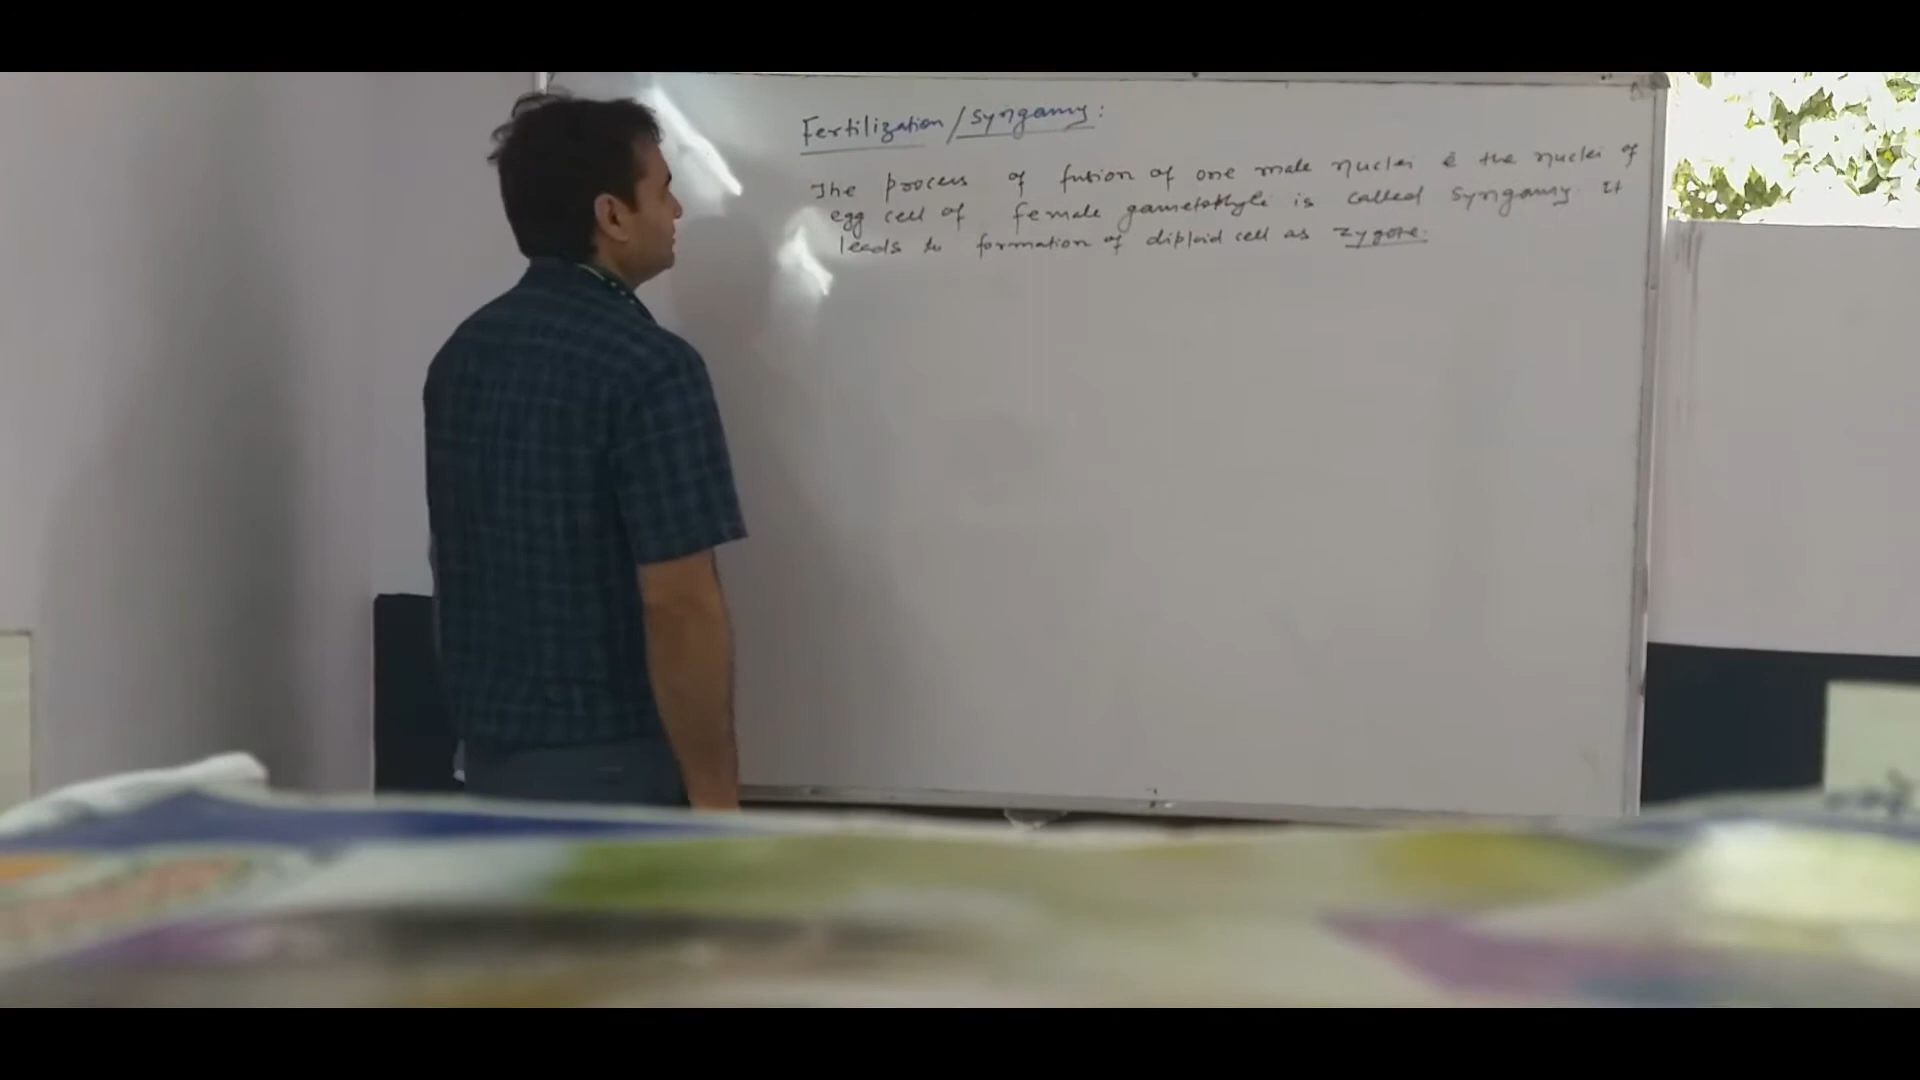 Fertilization / Syngamy :
The process of fusion of one male nuclei c̄ the nuclei of
egg cell of female gametophyte is called syngamy. It
leads to formation of diploid cell as zygote.